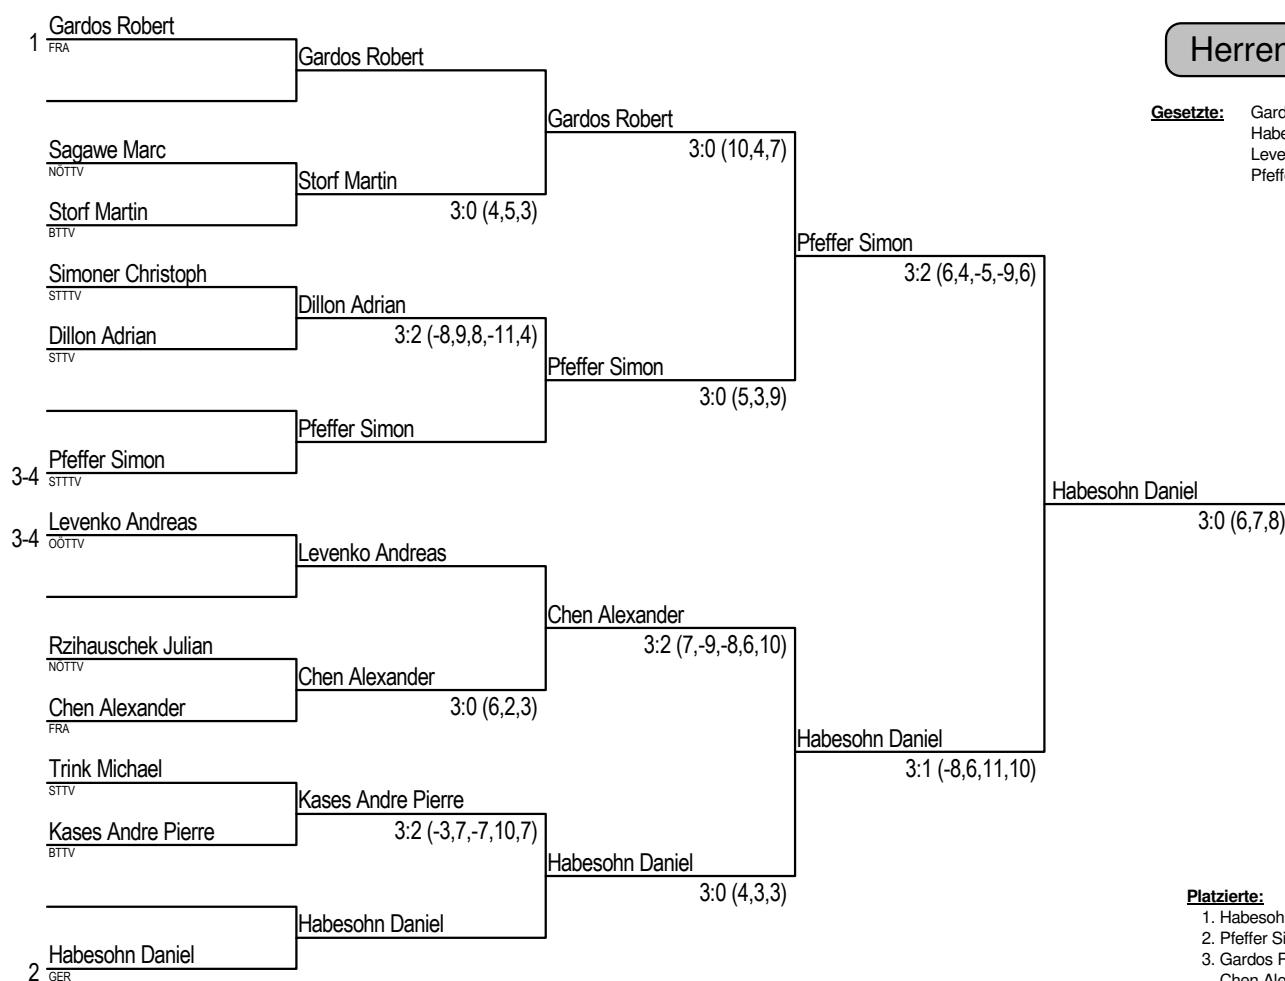 Gardos Robert
1 FRA
Gardos Robert
Gardos Robert
3:0 (10,4,7)
Sagawe Marc
NÖTTV
Storf Martin
3:0 (4,5,3)
Storf Martin
BTTV
Pfeffer Simon
3:2 (6,4,-5,-9,6)
Simoner Christoph
STTTV
Dillon Adrian
3:2 (-8,9,8,-11,4)
Dillon Adrian
STTV
Pfeffer Simon
3:0 (5,3,9)
Pfeffer Simon
Pfeffer Simon
3-4 STTTV
Habesohn Daniel
3:0 (6,7,8)
Levenko Andreas
3-4 OÖTTV
Levenko Andreas
Chen Alexander
3:2 (7,-9,-8,6,10)
Rzihauschek Julian
NÖTTV
Chen Alexander
3:0 (6,2,3)
Chen Alexander
FRA
Habesohn Daniel
3:1 (-8,6,11,10)
Trink Michael
STTV
Kases Andre Pierre
3:2 (-3,7,-7,10,7)
Kases Andre Pierre
BTTV
Habesohn Daniel
3:0 (4,3,3)
Habesohn Daniel
Habesohn Daniel
2 GER
Herren
Gesetzte: Gard
Habe
Leve
Pfeff
Platzierte:
1. Habesoh
2. Pfeffer Si
3. Gardos R
Chen Ale